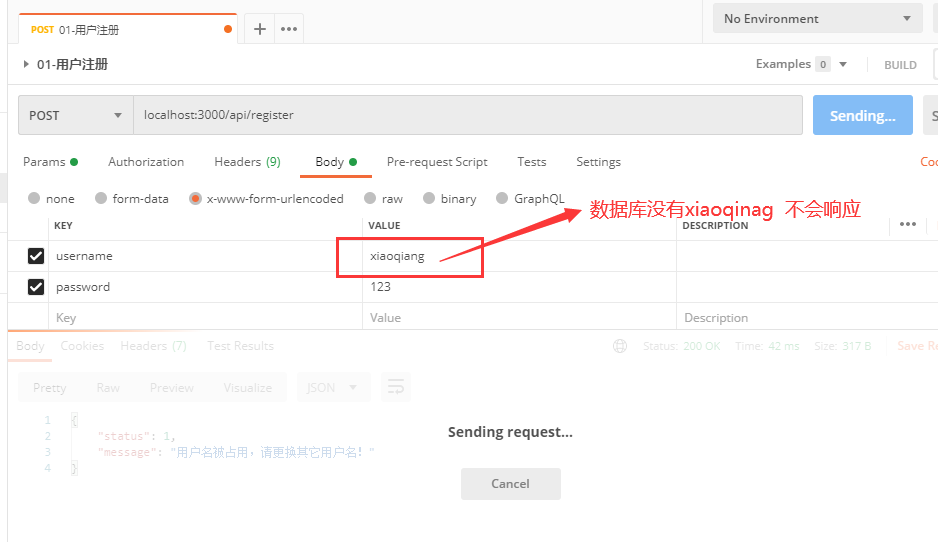 POST 01-用户注册
No Environment
01-用户注册
Examples 0
BUILD
POST
localhost:3000/api/register
Sending...
S
Params
Authorization
Headers (9)
Body
Pre-request Script
Tests
Settings
Coo
none
form-data
x-www-form-urlencoded
raw
binary
GraphQL
数据库没有xiaoqinag 不会响应
KEY
VALUE
DESCRIPTION
username
xiaoqiang
password
123
Key
Value
Description
Body
Cookies
Headers (7)
Test Results
Status: 200 OK
Time: 42 ms
Size: 317 B
Save Re
Pretty
Raw
Preview
Visualize
JSON
1 {
2 "status": 1,
3 "message": "用户名被占用，请更换其它用户名！"
4 }
Sending request...
Cancel